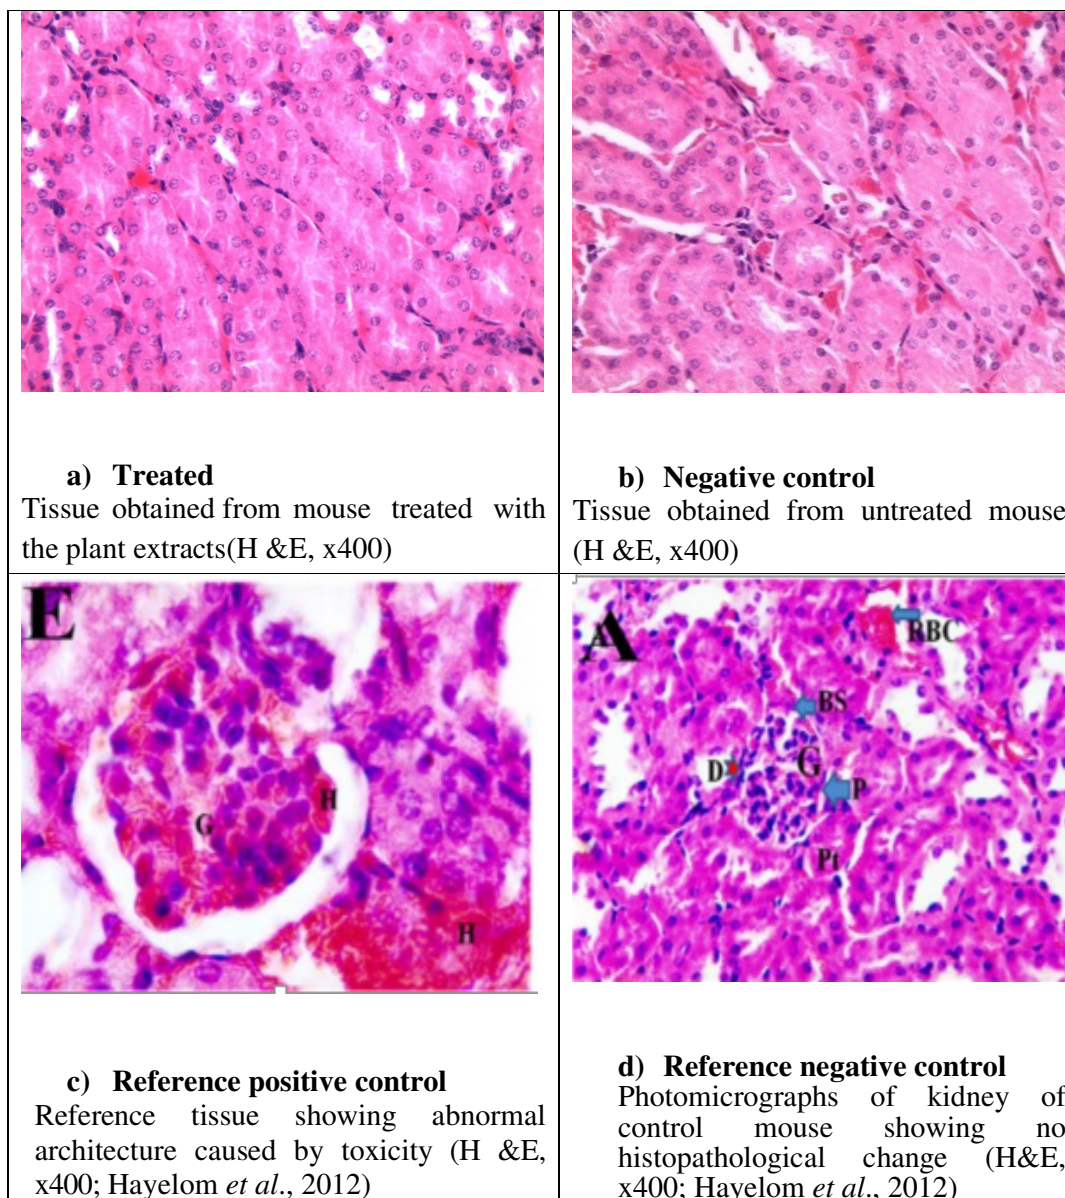 a) Treated
Tissue obtained from mouse treated with
the plant extracts(H &E, x400)
b) Negative control
Tissue obtained from untreated mouse
(H &E, x400)
E
G
H
H
A
RBC
BS
G
D
P
Pt
c) Reference positive control
Reference tissue showing abnormal
architecture caused by toxicity (H &E,
x400; Hayelom et al., 2012)
d) Reference negative control
Photomicrographs of kidney of
control mouse showing no
histopathological change (H&E,
x400; Hayelom et al., 2012)